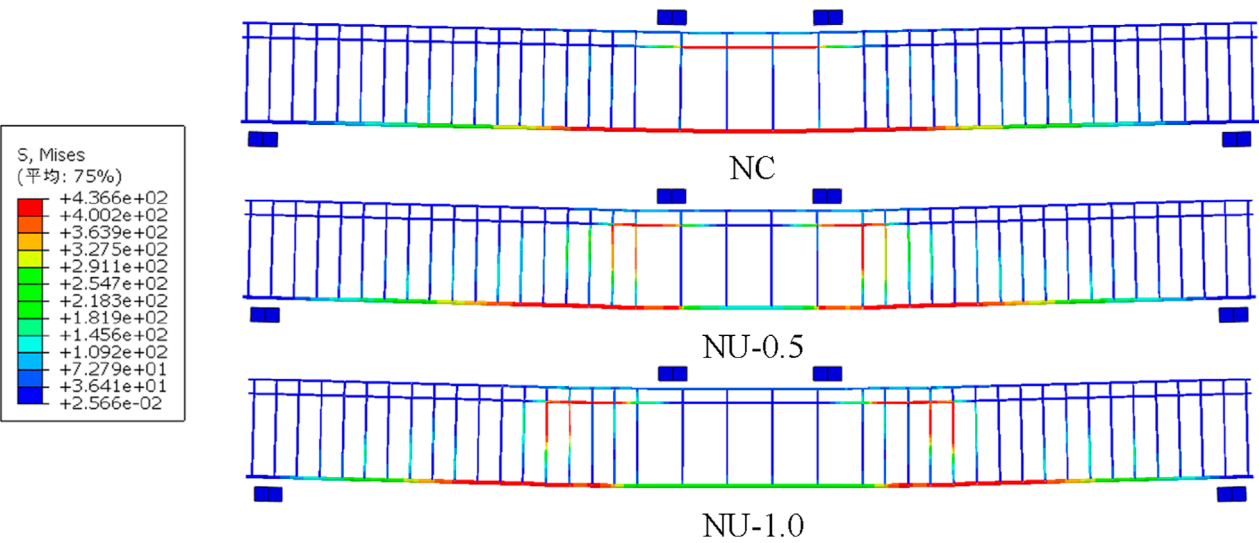 S, Mises
(平均: 75%)
+4.366e+02
+4.002e+02
+3.639e+02
+3.275e+02
+2.911e+02
+2.547e+02
+2.183e+02
+1.819e+02
+1.456e+02
+1.092e+02
+7.279e+01
+3.641e+01
+2.566e-02
NC
NU-0.5
NU-1.0